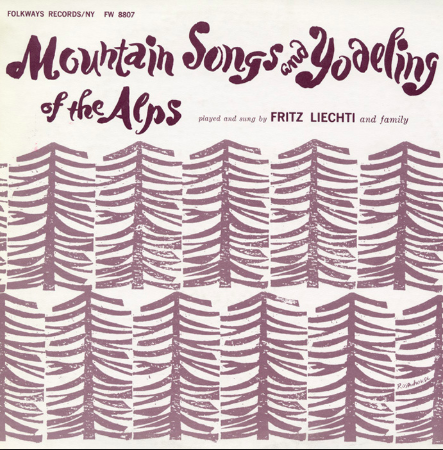 FOLKWAYS RECORDS/NY FW 8807
Mountain Songs and Yodeling
of the Alps
played and sung by FRITZ LIECHTI and family